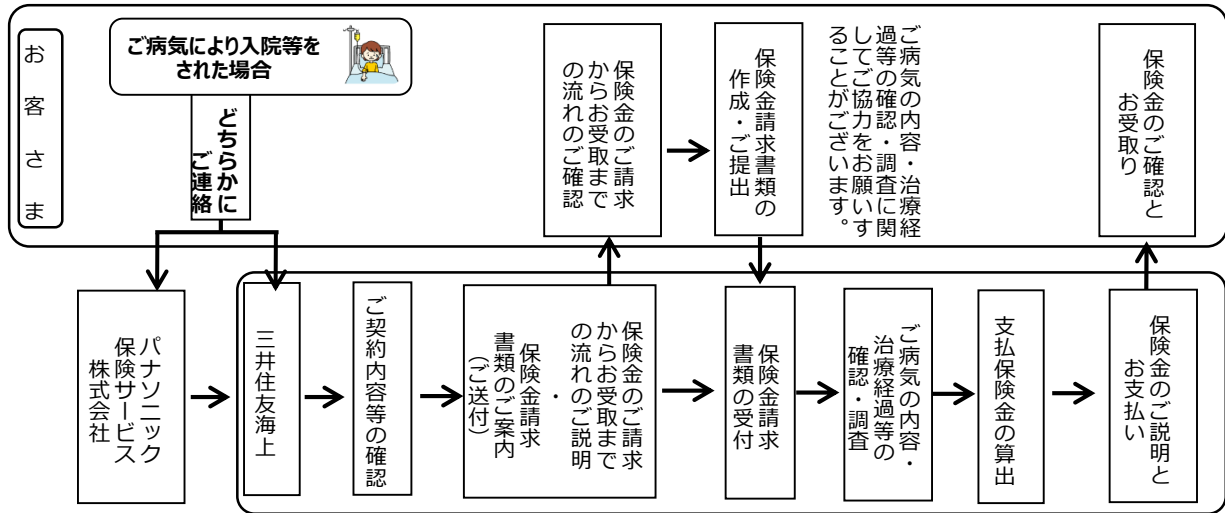 お客さま
ご病気により入院等を
された場合
どちらかに
ご連絡
保険金のご請求
からお受取まで
の流れのご確認
保険金請求書類の
作成・ご提出
ご病気の内容・治療経
過等の確認・調査に関
してご協力をお願いす
ることがございます。
保険金のご確認と
お受取り
パナソニック
保険サービス
株式会社
三井住友海上
ご契約内容等の確認
保険金のご請求
からお受取まで
の流れのご説明
・
保険金請求
書類のご案内
（ご送付）
保険金請求
書類の受付
ご病気の内容・
治療経過等の
確認・調査
支払保険金の算出
保険金のご説明と
お支払い